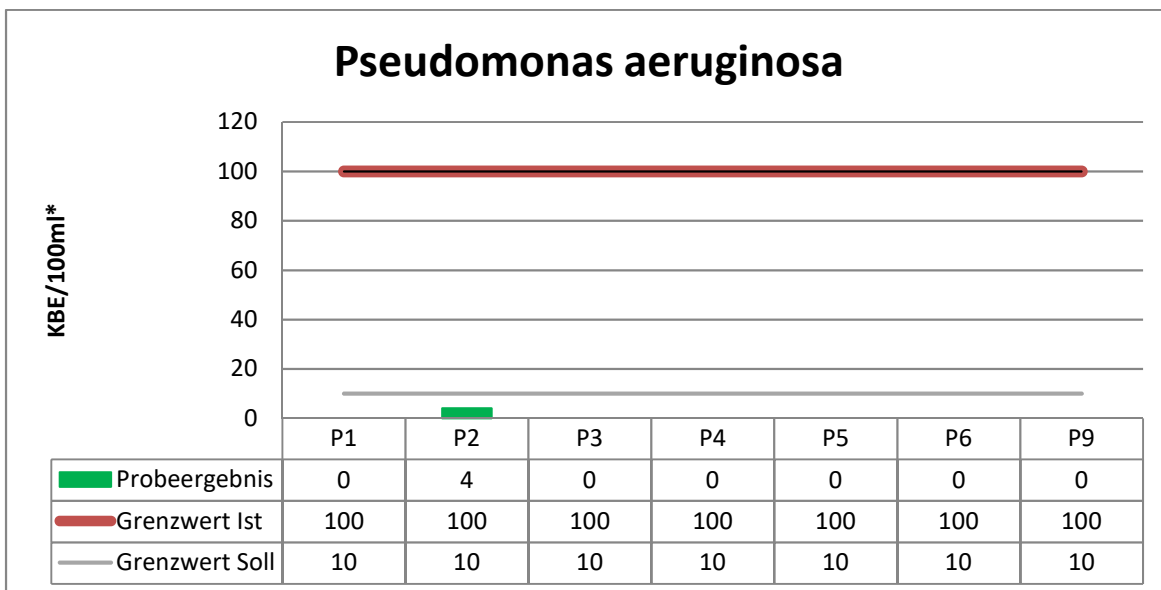 Pseudomonas aeruginosa
KBE/100ml*
120
100
80
60
40
20
0
P1 P2 P3 P4 P5 P6 P9
Probeergebnis 0 4 0 0 0 0 0
Grenzwert Ist 100 100 100 100 100 100 100
Grenzwert Soll 10 10 10 10 10 10 10